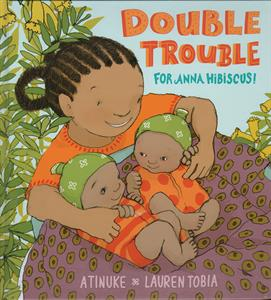 DOUBLE
TROUBLE
FOR ANNA HIBISCUS!
ATINUKE LAUREN TOBIA